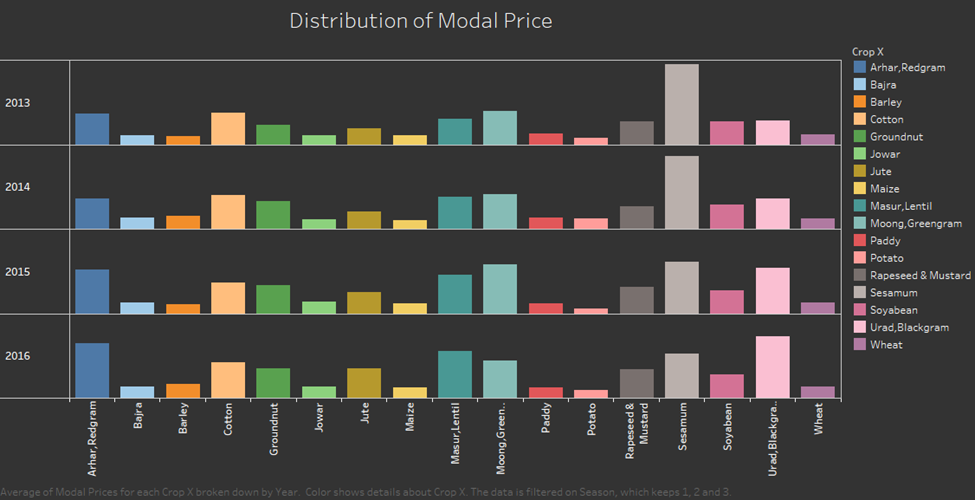 Distribution of Modal Price
Crop X
Arhar,Redgram
Bajra
Barley
Cotton
Groundnut
Jowar
Jute
Maize
Masur,Lentil
Moong,Greengram
Paddy
Potato
Rapeseed & Mustard
Sesamum
Soyabean
Urad,Blackgram
Wheat
2013
2014
2015
2016
Arhar,Redgram
Bajra
Barley
Cotton
Groundnut
Jowar
Jute
Maize
Masur,Lentil
Moong,Green..
Paddy
Potato
Rapeseed &
Mustard
Sesamum
Soyabean
Urad,Blackgra..
Wheat
Average of Modal Prices for each Crop X broken down by Year. Color shows details about Crop X. The data is filtered on Season, which keeps 1, 2 and 3.